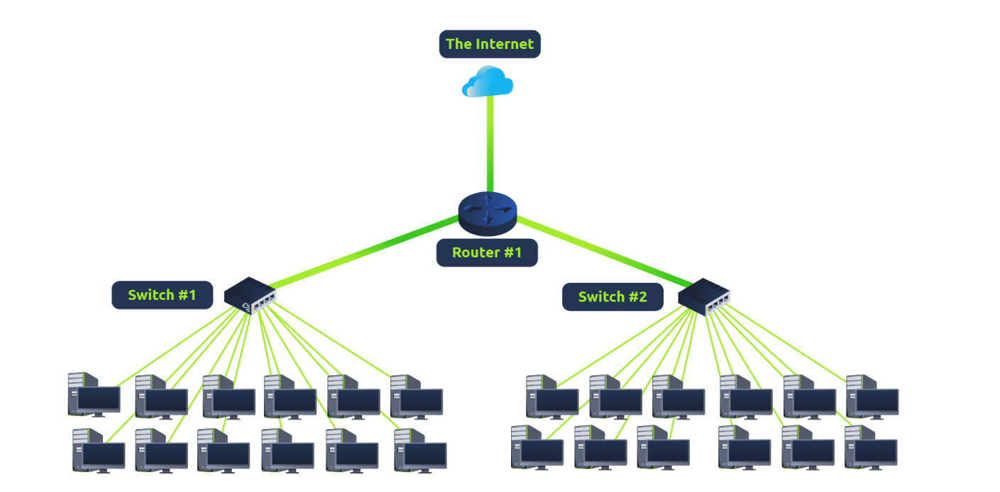 The Internet
Router #1
Switch #1
Switch #2